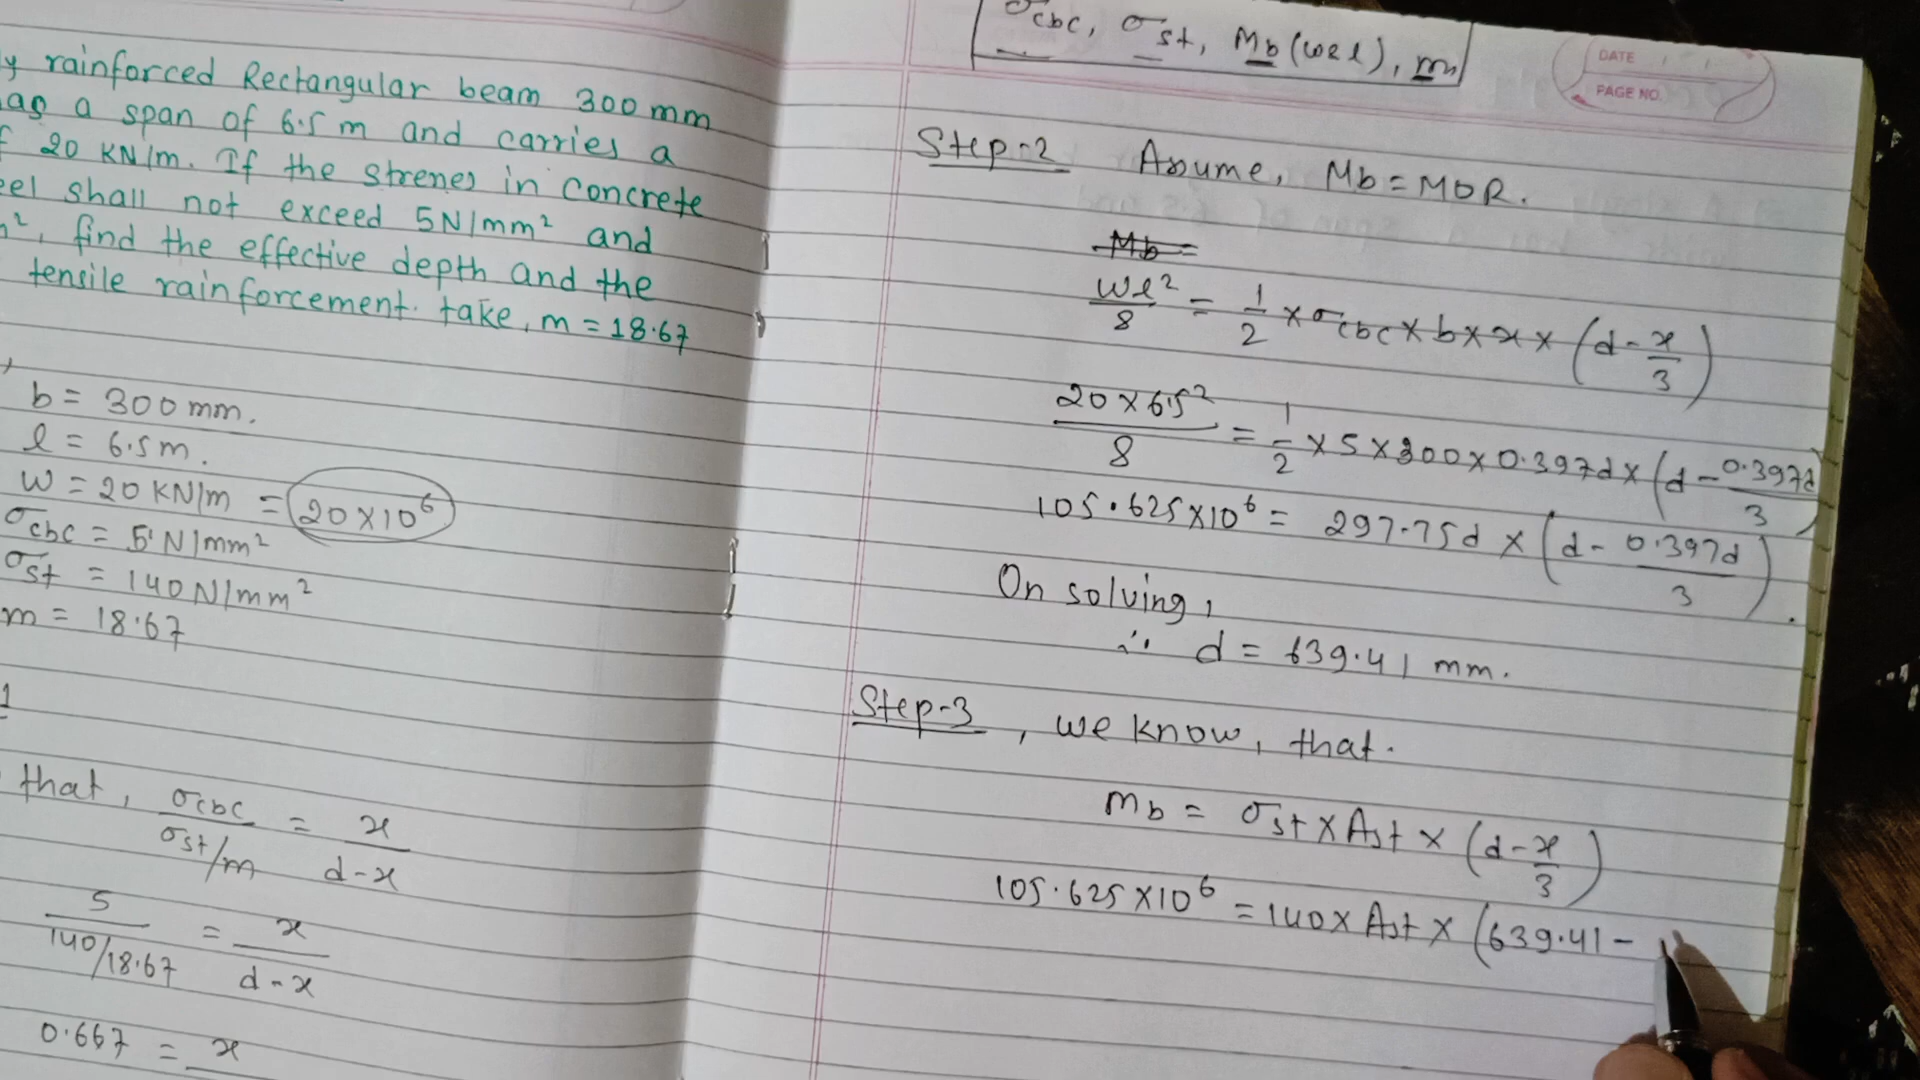 y rainforced Rectangular beam 300 mm
as a span of 6.5 m and carries a
f 20 KN/m. If the stresses in concrete
eel shall not exceed 5N/mm² and
m², find the effective depth and the
tensile rainforcement. take, m = 18.67
b = 300 mm.
l = 6.5 m.
W = 20 KN/m = 20×10⁶
σcbc = 5 N/mm²
σst = 140 N/mm²
m = 18.67
1
that, σcbc / σst/m = x / d-x
5 / 140/18.67 = x / d-x
0.667 = x
σcbc, σst, Mb (w&l), m
DATE
PAGE NO.
Step-2 Assume, Mb = MOR.
Mb =
Wl²/8 = 1/2 × σcbc × b × x × (d - x/3)
20 × 6.5²/8 = 1/2 × 5 × 300 × 0.397d × (d - 0.397d/3)
105.625×10⁶ = 297.75d × (d - 0.397d/3).
On solving,
∴ d = 639.41 mm.
Step-3, we know, that.
Mb = σst × Ast × (d - x/3)
105.625×10⁶ = 140 × Ast × (639.41 -